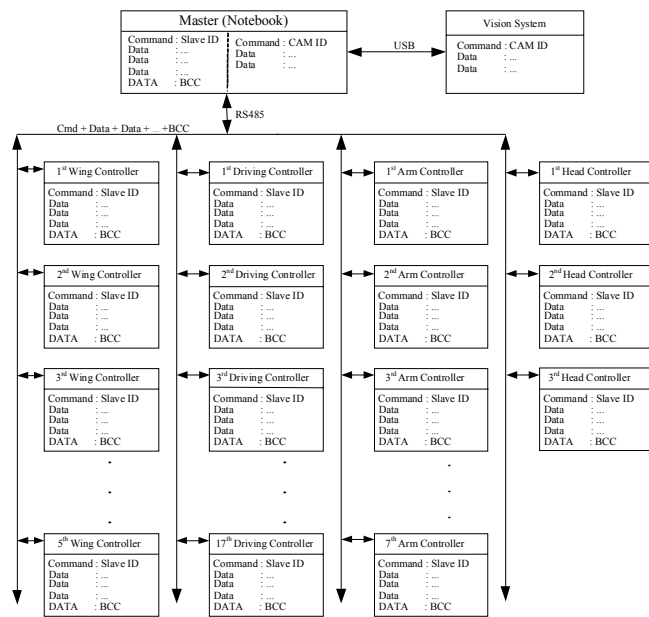 Master (Notebook)
Command : Slave ID
Data : ...
Data : ...
Data : ...
DATA : BCC
Command : CAM ID
Data : ...
Data : ...
USB
Vision System
Command : CAM ID
Data : ...
Data : ...
RS485
Cmd + Data + Data + ... +BCC
1st Wing Controller
Command : Slave ID
Data : ...
Data : ...
Data : ...
DATA : BCC
1st Driving Controller
Command : Slave ID
Data : ...
Data : ...
Data : ...
DATA : BCC
1st Arm Controller
Command : Slave ID
Data : ...
Data : ...
Data : ...
DATA : BCC
1st Head Controller
Command : Slave ID
Data : ...
Data : ...
Data : ...
DATA : BCC
2nd Wing Controller
Command : Slave ID
Data : ...
Data : ...
Data : ...
DATA : BCC
2nd Driving Controller
Command : Slave ID
Data : ...
Data : ...
Data : ...
DATA : BCC
2nd Arm Controller
Command : Slave ID
Data : ...
Data : ...
Data : ...
DATA : BCC
2nd Head Controller
Command : Slave ID
Data : ...
Data : ...
Data : ...
DATA : BCC
3rd Wing Controller
Command : Slave ID
Data : ...
Data : ...
Data : ...
DATA : BCC
3rd Driving Controller
Command : Slave ID
Data : ...
Data : ...
Data : ...
DATA : BCC
3rd Arm Controller
Command : Slave ID
Data : ...
Data : ...
Data : ...
DATA : BCC
3rd Head Controller
Command : Slave ID
Data : ...
Data : ...
Data : ...
DATA : BCC
5th Wing Controller
Command : Slave ID
Data : ...
Data : ...
Data : ...
DATA : BCC
17th Driving Controller
Command : Slave ID
Data : ...
Data : ...
Data : ...
DATA : BCC
7th Arm Controller
Command : Slave ID
Data : ...
Data : ...
Data : ...
DATA : BCC